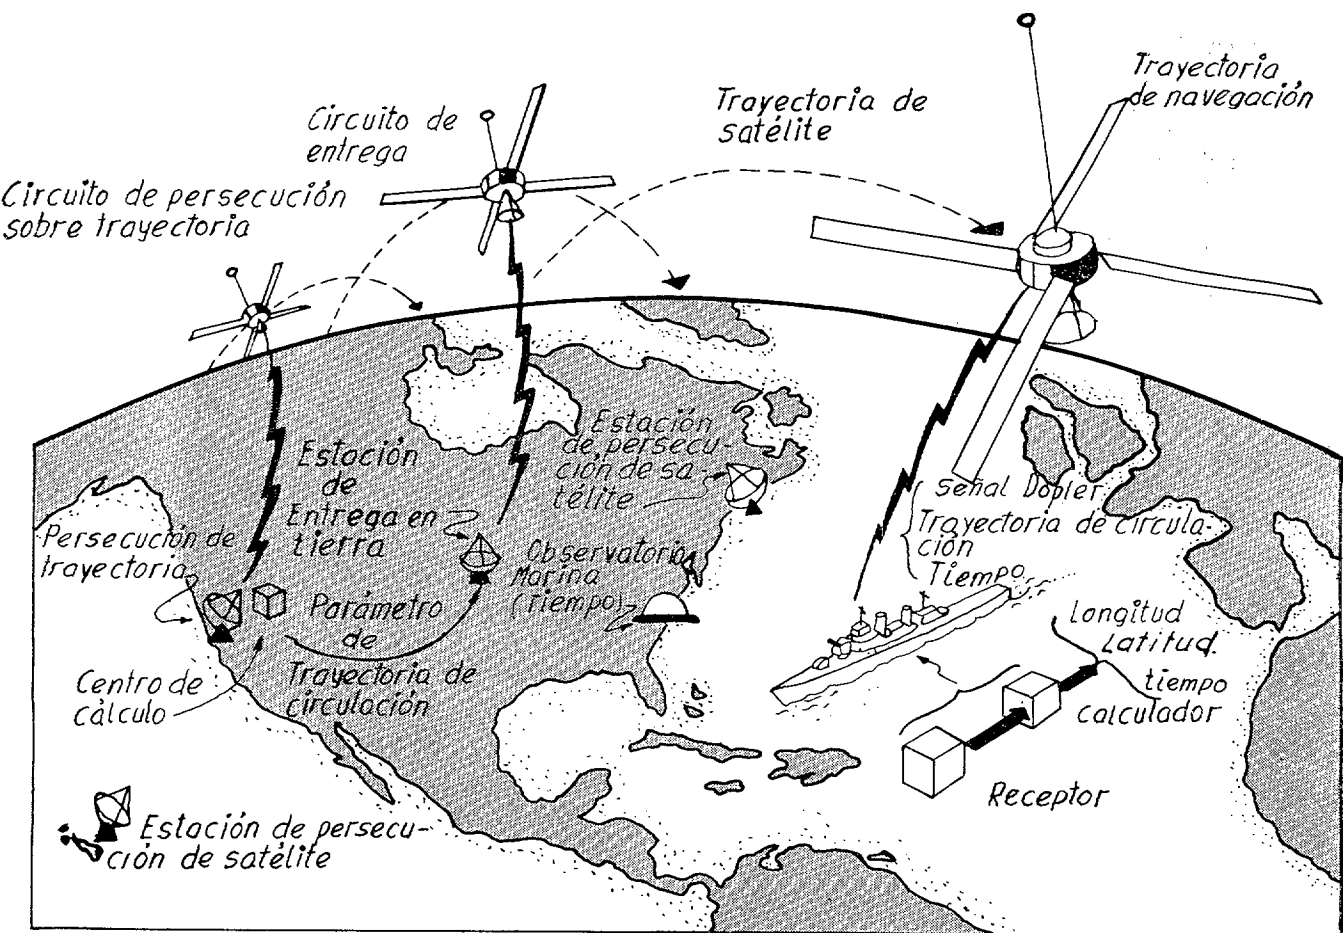 Trayectoria
de navegación
Trayectoria de
satélite
Circuito de
entrega
Circuito de persecución
sobre trayectoria
Estación
de
Entrega en
tierra
Estación
de persecu-
ción de sa-
télite
Señal Dopler
Trayectoria de circula-
ción
Tiempo
Persecución de
trayectoria
Observatorio
Marina
(Tiempo)
Parámetro
de
Trayectoria de
circulación
Centro de
cálculo
Longitud
Latitud.
tiempo
Calculador
Receptor
Estación de persecu-
ción de satélite